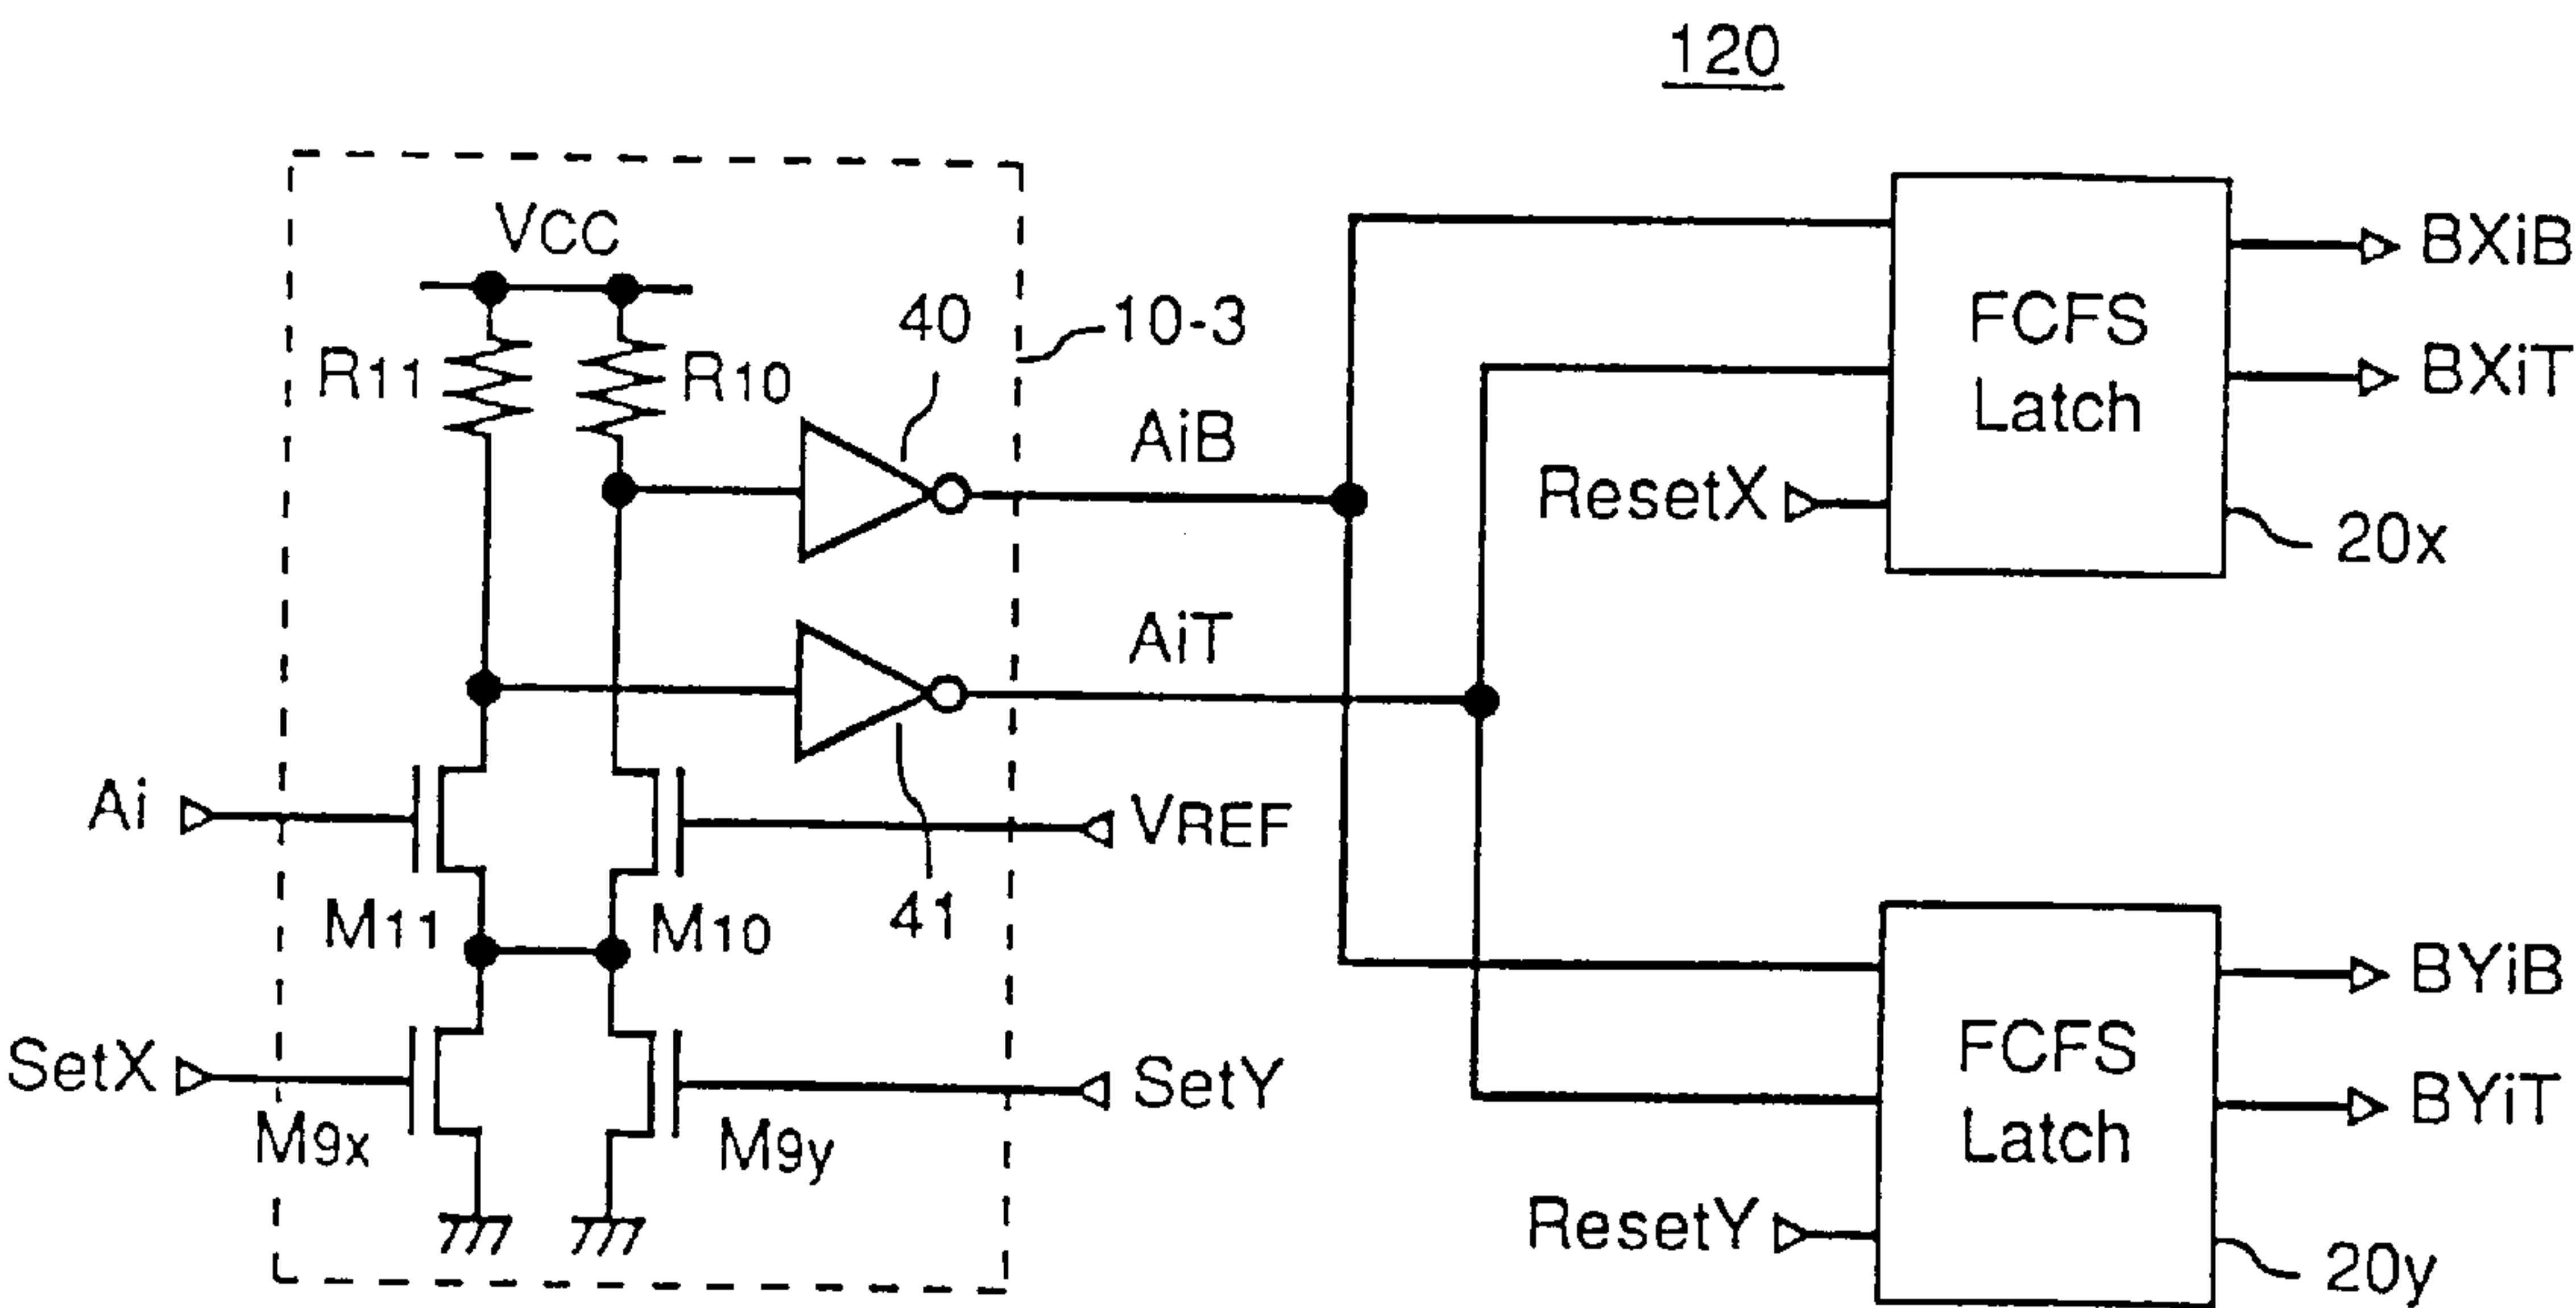 120
VCC
R11
R10
40
10-3
AiB
AiT
41
Ai
VREF
M11
M10
SetX
SetY
M9x
M9y
FCFS
Latch
ResetX
20x
BXiB
BXiT
FCFS
Latch
ResetY
20y
BYiB
BYiT